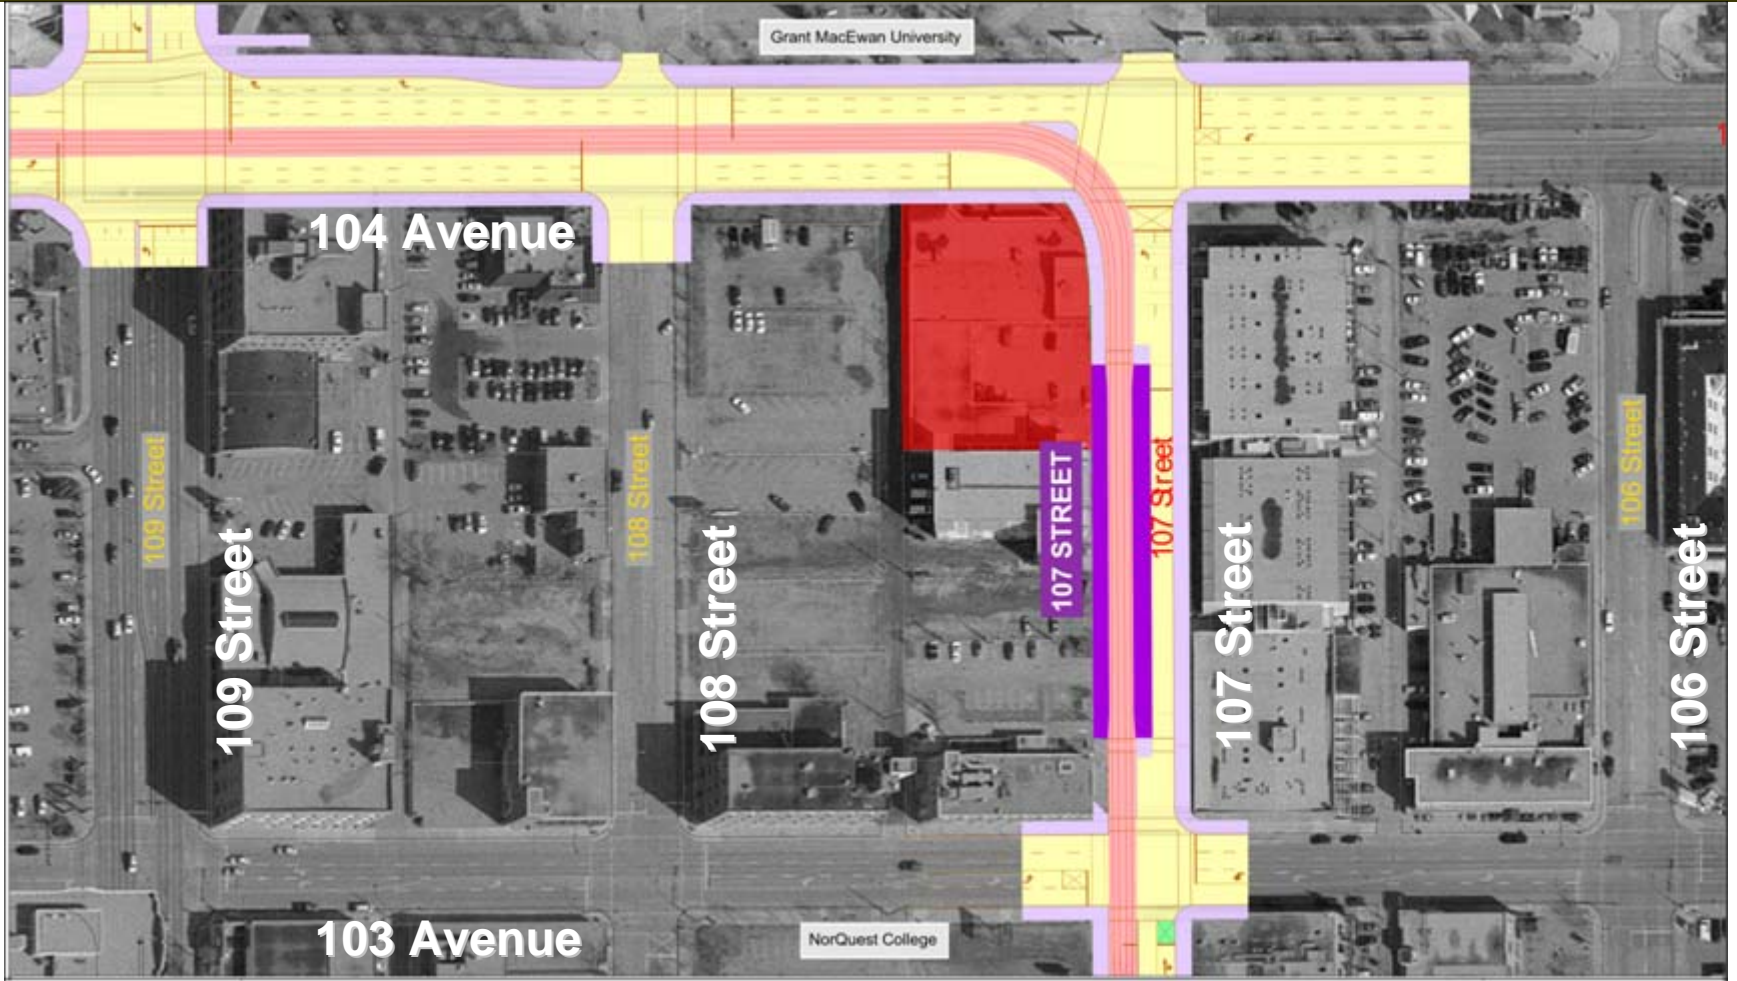 Grant MacEwan University
104 Avenue
109 Street
108 Street
107 STREET
107 Street
106 Street
109 Street
108 Street
107 Street
106 Street
103 Avenue
NorQuest College